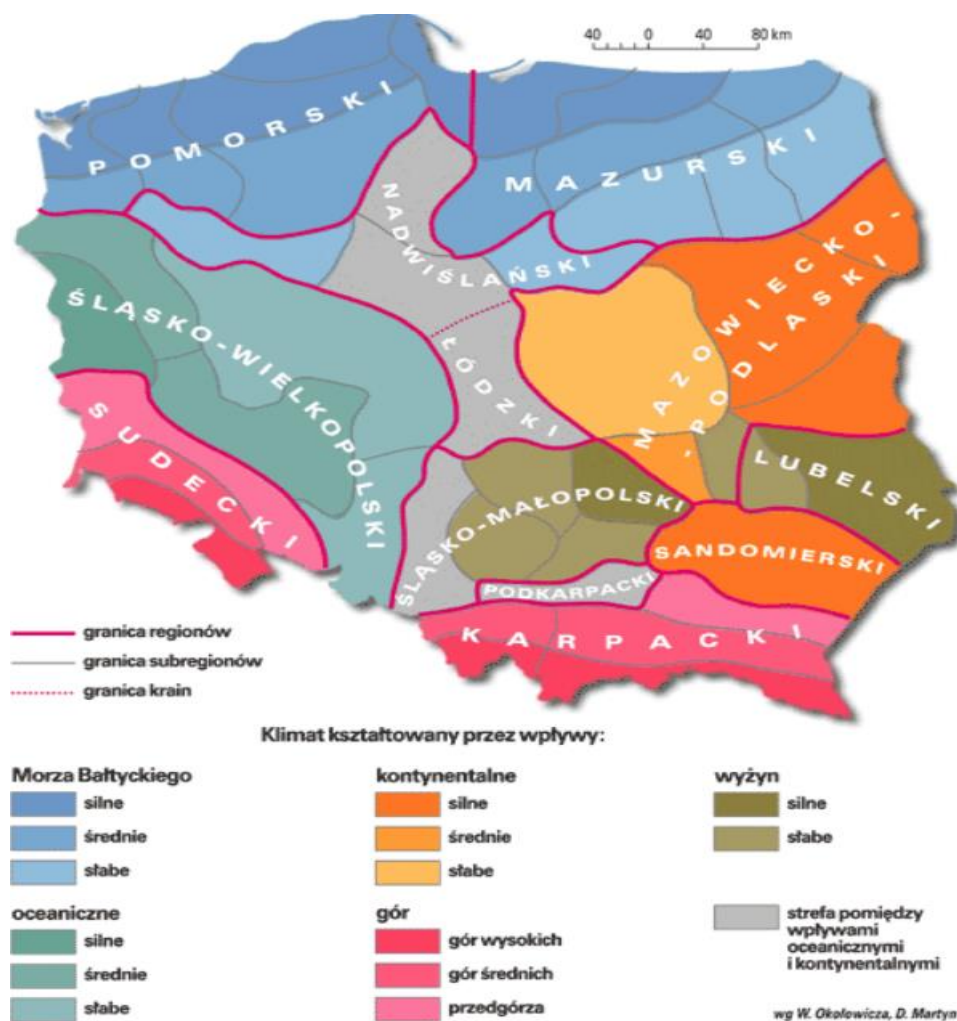 40 0 40 80 km
POMORSKI
MAZURSKI
NADWIŚLAŃSKI
MAZOWIECKO-
-PODLASKI
ŚLĄSKO-WIELKOPOLSKI
ŁÓDZKI
SUDECKI
LUBELSKI
ŚLĄSKO-MAŁOPOLSKI
SANDOMIERSKI
PODKARPACKI
KARPACKI
granica regionów
granica subregionów
granica krain
Klimat kształtowany przez wpływy:
Morza Bałtyckiego
silne
średnie
słabe
kontynentalne
silne
średnie
słabe
wyżyn
silne
słabe
oceaniczne
silne
średnie
słabe
gór
gór wysokich
gór średnich
przedgórza
strefa pomiędzy
wpływami
oceanicznymi
i kontynentalnymi
wg W. Okołowicza, D. Martyn